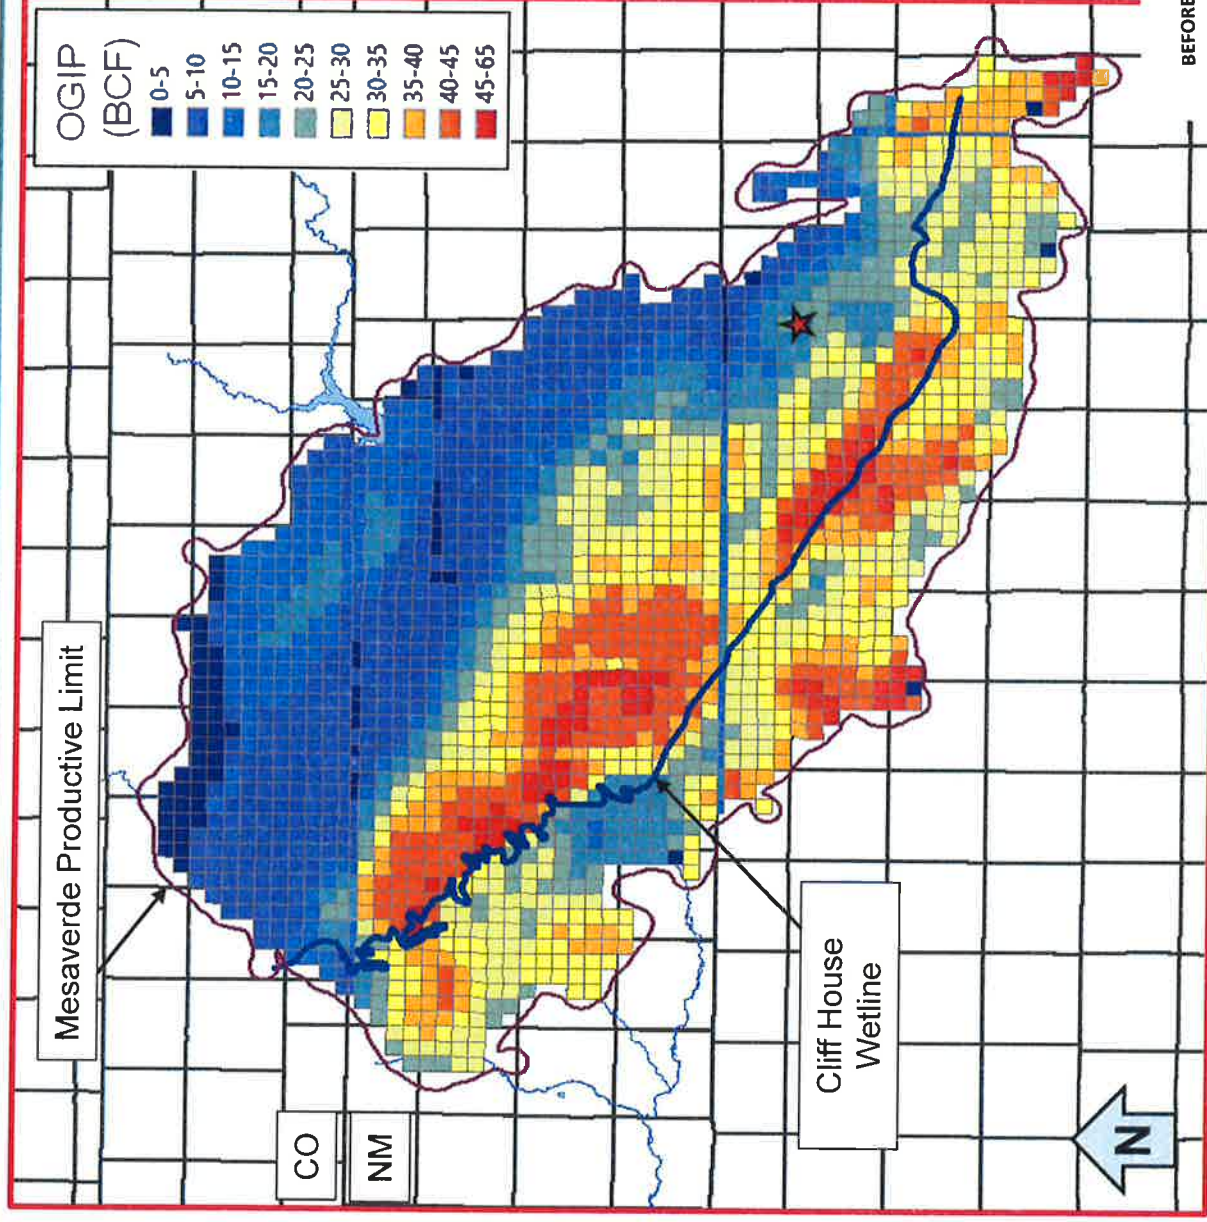 OGIP
(BCF)
0-5
5-10
10-15
15-20
20-25
25-30
30-35
35-40
40-45
45-65
Mesaverde Productive Limit
CO
NM
Cliff House
Wetline
N
BEFORE